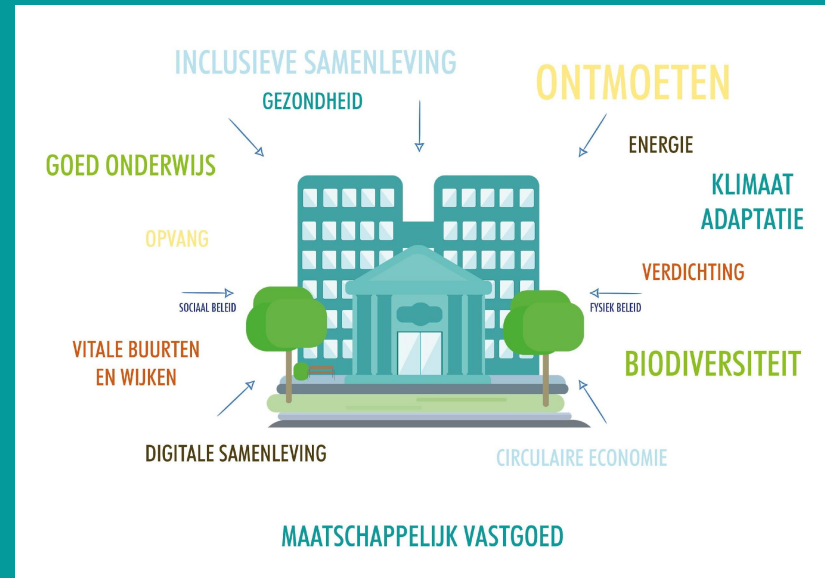 INCLUSIEVE SAMENLEVING
ONTMOETEN
GEZONDHEID
ENERGIE
GOED ONDERWIJS
KLIMAAT
ADAPTATIE
OPVANG
VERDICHTING
SOCIAAL BELEID
FYSIEK BELEID
VITALE BUURTEN
EN WIJKEN
BIODIVERSITEIT
DIGITALE SAMENLEVING
CIRCULAIRE ECONOMIE
MAATSCHAPPELIJK VASTGOED